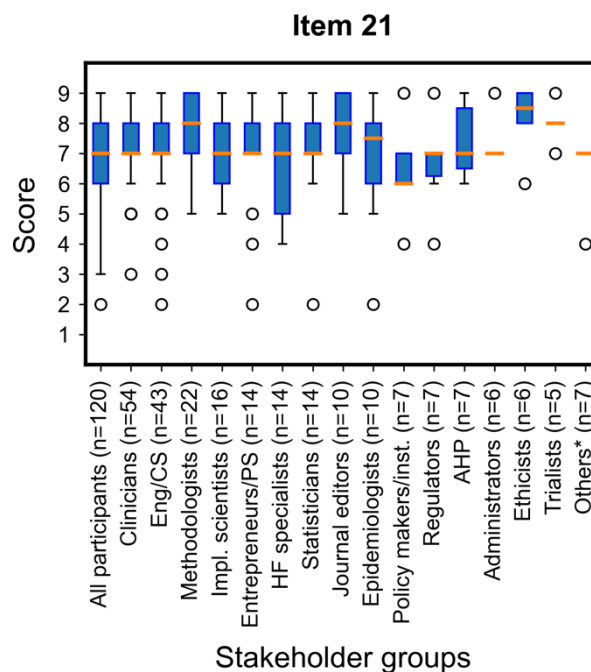 Item 21
Score
9
8
7
6
5
4
3
2
1
All participants (n=120)
Clinicians (n=54)
Eng/CS (n=43)
Methodologists (n=22)
Impl. scientists (n=16)
Entrepreneurs/PS (n=14)
HF specialists (n=14)
Statisticians (n=14)
Journal editors (n=10)
Epidemiologists (n=10)
Policy makers/inst. (n=7)
Regulators (n=7)
AHP (n=7)
Administrators (n=6)
Ethicists (n=6)
Trialists (n=5)
Others* (n=7)
Stakeholder groups